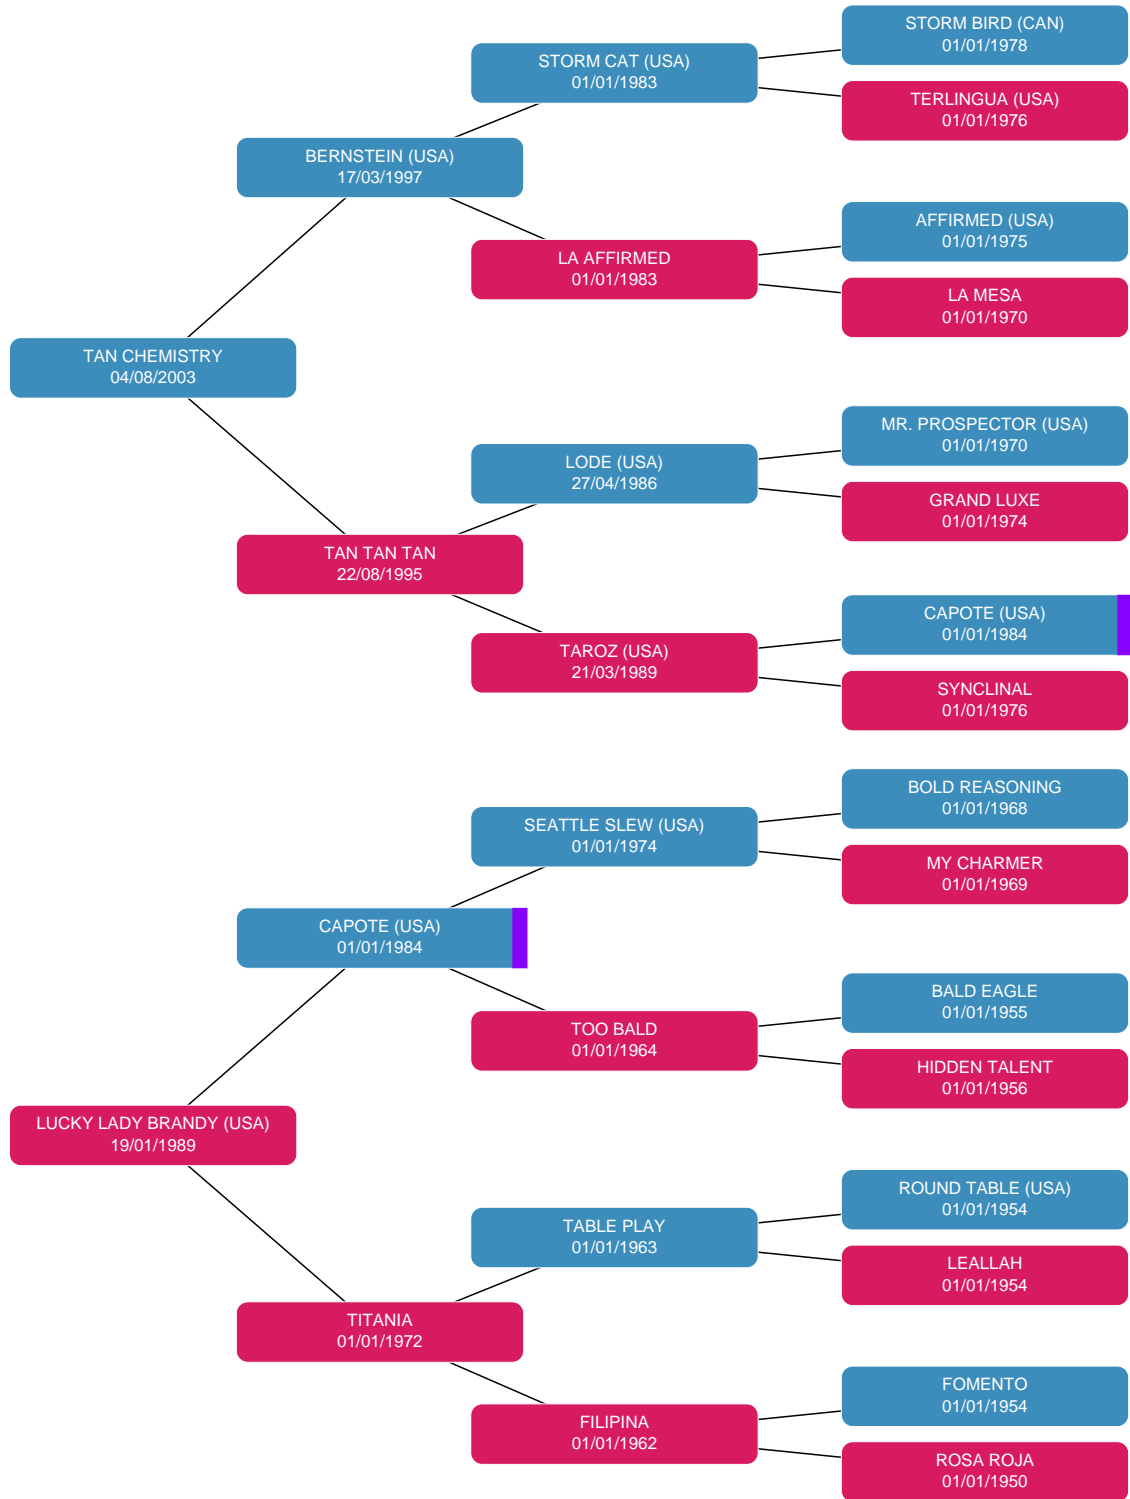 STORM BIRD (CAN)
01/01/1978
STORM CAT (USA)
01/01/1983
TERLINGUA (USA)
01/01/1976
BERNSTEIN (USA)
17/03/1997
AFFIRMED (USA)
01/01/1975
LA AFFIRMED
01/01/1983
LA MESA
01/01/1970
TAN CHEMISTRY
04/08/2003
MR. PROSPECTOR (USA)
01/01/1970
LODE (USA)
27/04/1986
GRAND LUXE
01/01/1974
TAN TAN TAN
22/08/1995
CAPOTE (USA)
01/01/1984
TAROZ (USA)
21/03/1989
SYNCLINAL
01/01/1976
BOLD REASONING
01/01/1968
SEATTLE SLEW (USA)
01/01/1974
MY CHARMER
01/01/1969
CAPOTE (USA)
01/01/1984
BALD EAGLE
01/01/1955
TOO BALD
01/01/1964
HIDDEN TALENT
01/01/1956
LUCKY LADY BRANDY (USA)
19/01/1989
ROUND TABLE (USA)
01/01/1954
TABLE PLAY
01/01/1963
LEALLAH
01/01/1954
TITANIA
01/01/1972
FOMENTO
01/01/1954
FILIPINA
01/01/1962
ROSA ROJA
01/01/1950